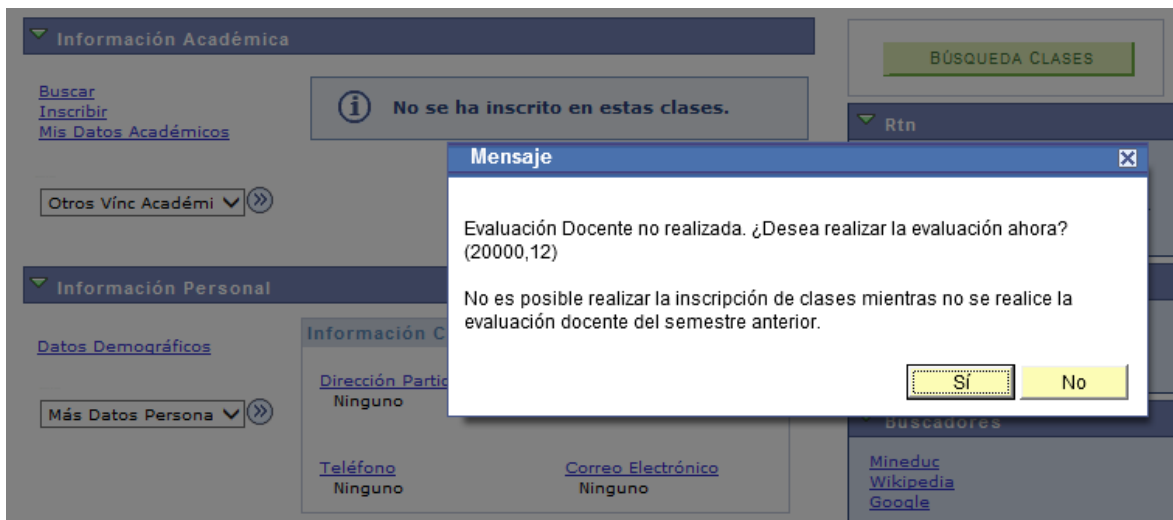 Información Académica
BÚSQUEDA CLASES
Buscar
Inscribir
Mis Datos Académicos
No se ha inscrito en estas clases.
Rtn
Otros Vínc Académi
Mensaje
Evaluación Docente no realizada. ¿Desea realizar la evaluación ahora?
(20000,12)
No es posible realizar la inscripción de clases mientras no se realice la
evaluación docente del semestre anterior.
Sí No
Información Personal
Datos Demográficos
Información C
Dirección Partic
Ninguno
Más Datos Persona
Teléfono
Ninguno
Correo Electrónico
Ninguno
Buscadores
Mineduc
Wikipedia
Google